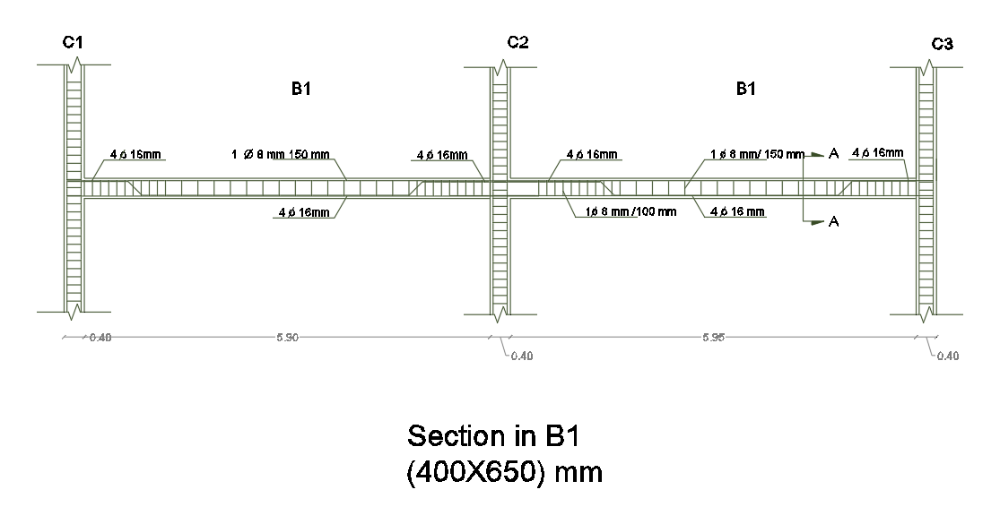 C1
C2
C3
B1
B1
4 ϕ 16mm
1 Ø 8 mm 150 mm
4 ϕ 16mm
4 ϕ 16mm
1 ϕ 8 mm/ 150 mm
A
4 ϕ 16mm
4 ϕ 16mm
1ϕ 8 mm /100 mm
4 ϕ 16 mm
A
0.40
5.90
5.95
0.40
0.40
Section in B1
(400X650) mm